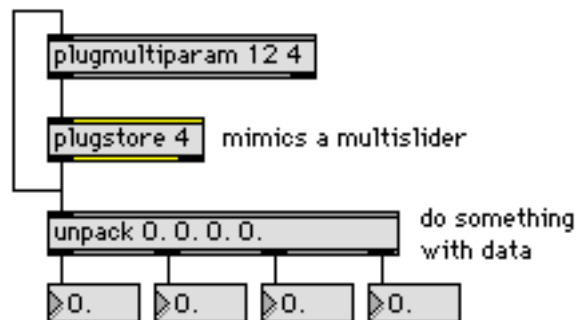 plugmultiparam 12 4
plugstore 4 mimics a multislider
unpack 0. 0. 0. 0. do something
with data
0. 0. 0. 0.